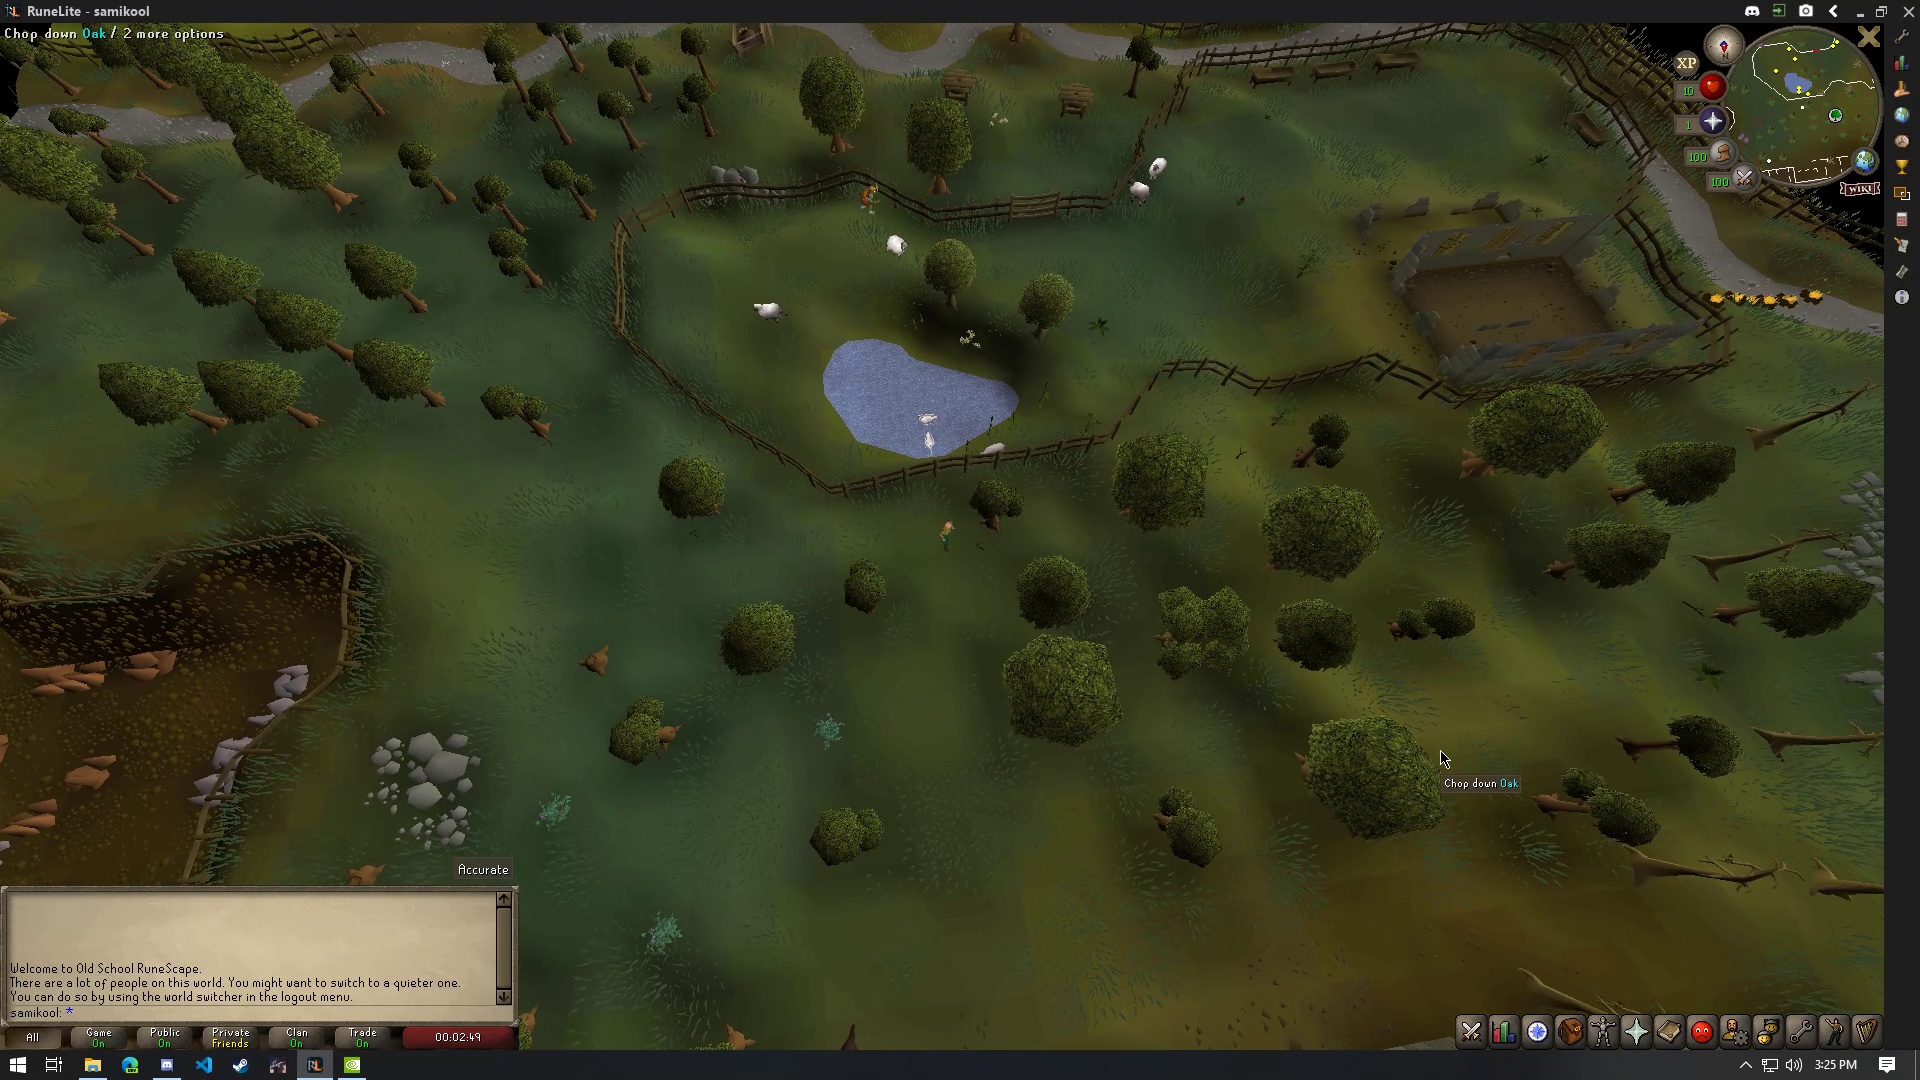 RuneLite - samikool
Chop down Oak / 2 more options
XP
10
1
100
100
WIKI
Chop down Oak
Accurate
Welcome to Old School RuneScape.
There are a lot of people on this world. You might want to switch to a quieter one.
You can do so by using the world switcher in the logout menu.
samikool: *
All
Game
On
Public
On
Private
Friends
Clan
On
Trade
On
00:02:49
3:25 PM